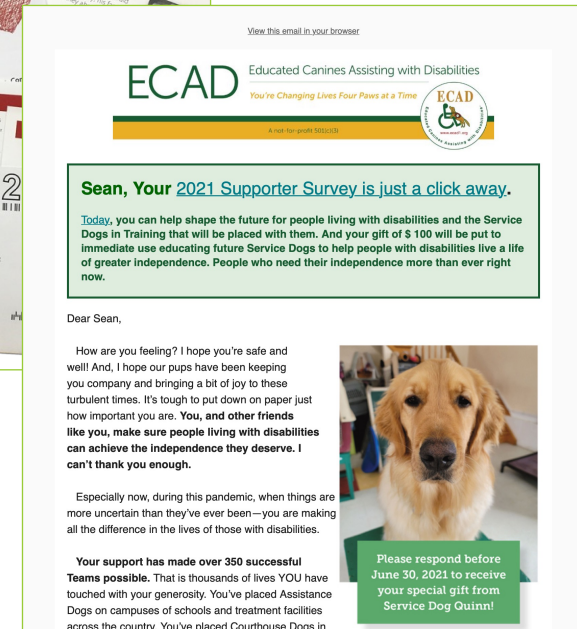 View this email in your browser
ECAD
Educated Canines Assisting with Disabilities
You're Changing Lives Four Paws at a Time
A not-for-profit 501(c)(3)
ECAD
www.ecad1.org
Educated Canines Assisting with Disabilities
Sean, Your 2021 Supporter Survey is just a click away.
Today, you can help shape the future for people living with disabilities and the Service
Dogs in Training that will be placed with them. And your gift of $ 100 will be put to
immediate use educating future Service Dogs to help people with disabilities live a life
of greater independence. People who need their independence more than ever right
now.
Dear Sean,
How are you feeling? I hope you're safe and
well! And, I hope our pups have been keeping
you company and bringing a bit of joy to these
turbulent times. It's tough to put down on paper just
how important you are. You, and other friends
like you, make sure people living with disabilities
can achieve the independence they deserve. I
can't thank you enough.
Especially now, during this pandemic, when things are
more uncertain than they've ever been—you are making
all the difference in the lives of those with disabilities.
Your support has made over 350 successful
Teams possible. That is thousands of lives YOU have
touched with your generosity. You've placed Assistance
Dogs on campuses of schools and treatment facilities
across the country. You've placed Courthouse Dogs in
Please respond before
June 30, 2021 to receive
your special gift from
Service Dog Quinn!
2